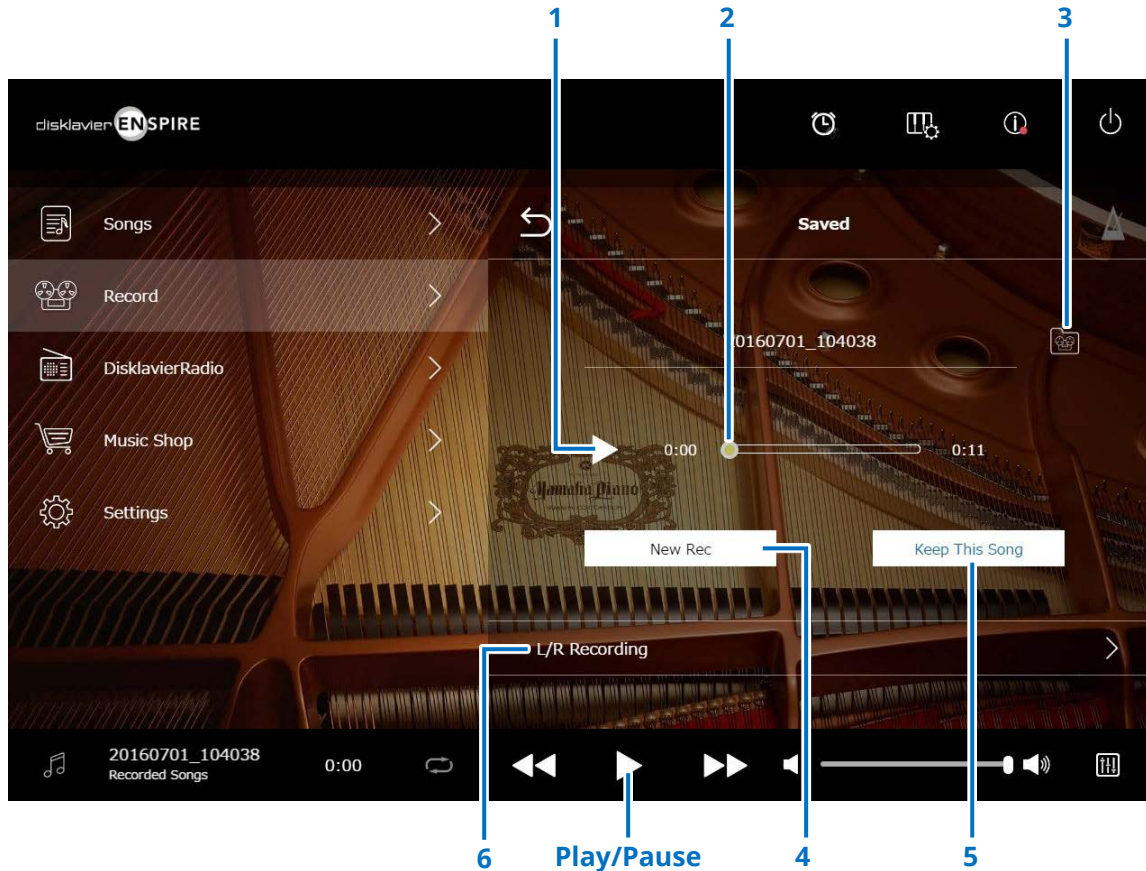 1 2 3
disklavier ENSPIRE
Songs
Saved
Record
20160701_104038
DisklavierRadio
Music Shop
0:00 0:11
Yamaha Piano
Settings
New Rec Keep This Song
L/R Recording
20160701_104038
Recorded Songs
0:00
6 Play/Pause 4 5